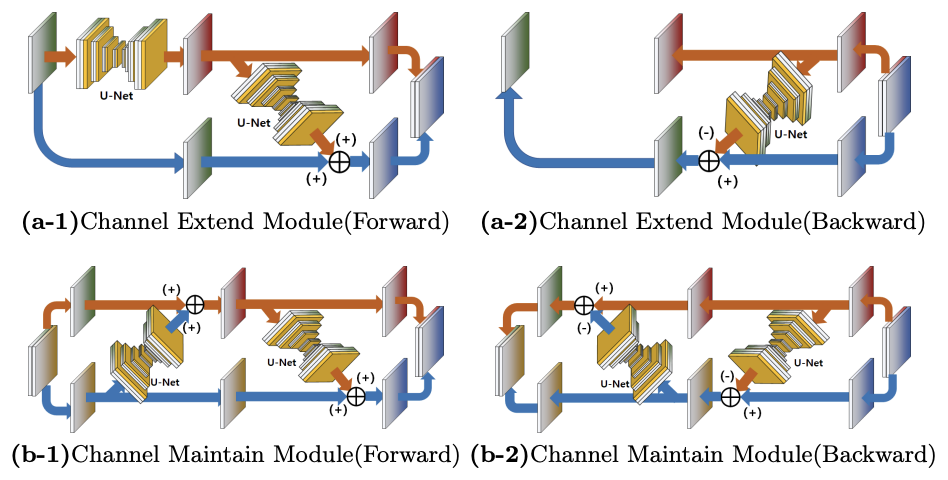 U-Net
U-Net
(+)
(+)
U-Net
(-)
(+)
(a-1)Channel Extend Module(Forward)
(a-2)Channel Extend Module(Backward)
(+)
(+)
U-Net
U-Net
(+)
(+)
(+)
(-)
U-Net
U-Net
(-)
(+)
(b-1)Channel Maintain Module(Forward)
(b-2)Channel Maintain Module(Backward)